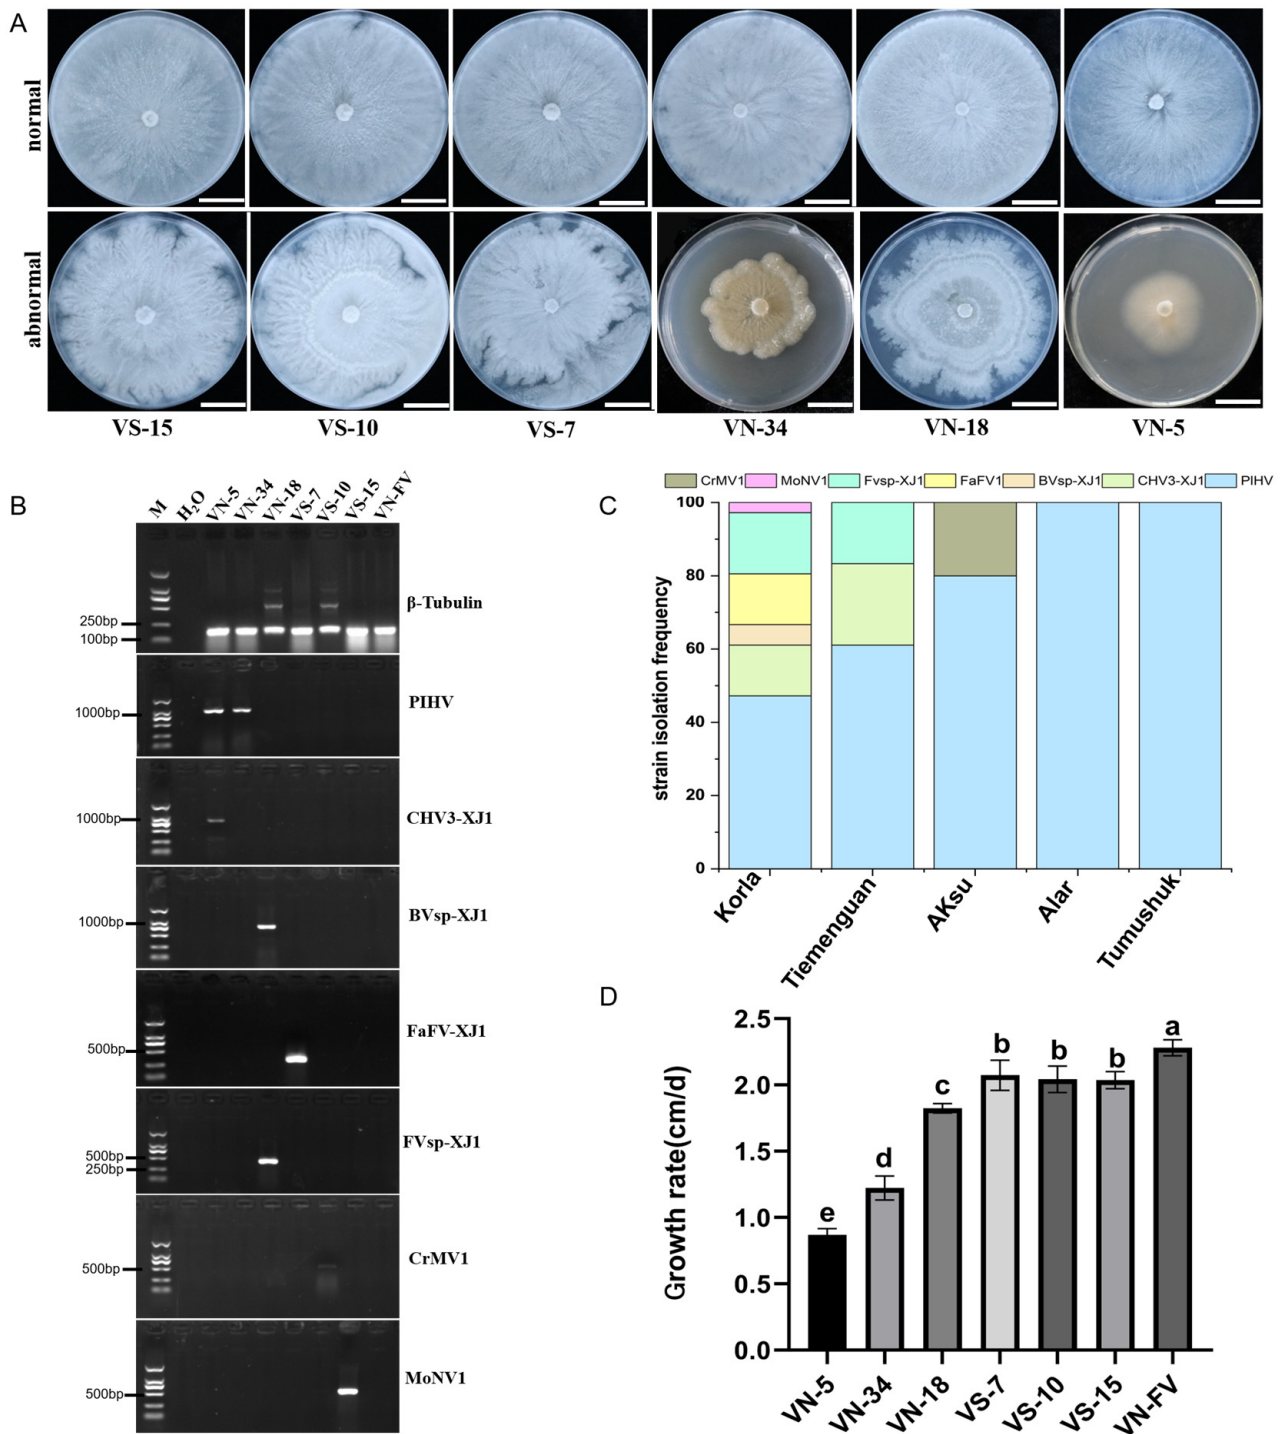 A
normal
abnormal
VS-15 VS-10 VS-7 VN-34 VN-18 VN-5
B
M H₂O VN-5 VN-34 VN-18 VS-7 VS-10 VS-15 VN-FV
β-Tubulin
250bp
100bp
PIHV
1000bp
CHV3-XJ1
1000bp
BVsp-XJ1
1000bp
FaFV-XJ1
500bp
FVsp-XJ1
500bp
250bp
CrMV1
500bp
MoNV1
500bp
C
CrMV1 MoNV1 Fvsp-XJ1 FaFV1 BVsp-XJ1 CHV3-XJ1 PIHV
strain isolation frequency
100
80
60
40
20
0
Korla Tiemenguan AKsu Alar Tumushuk
D
Growth rate(cm/d)
2.5
2.0
1.5
1.0
0.5
0.0
e d c b b b a
VN-5 VN-34 VN-18 VS-7 VS-10 VS-15 VN-FV